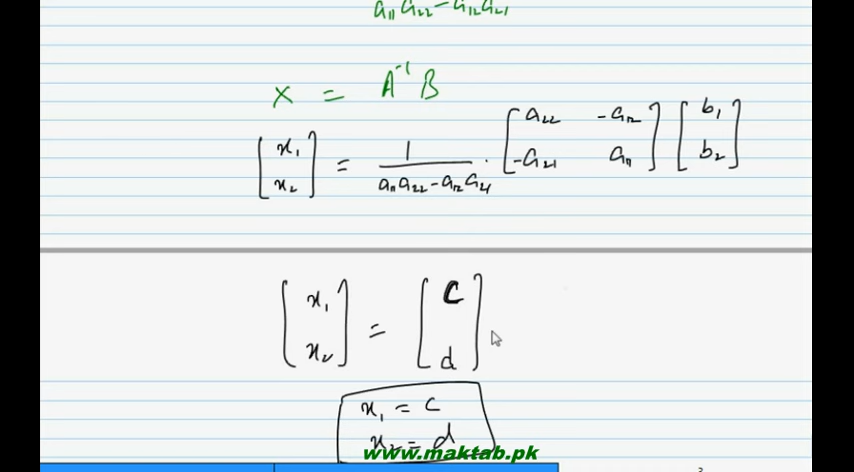 a₁₁a₂₂ - a₁₂a₂₁
X = A⁻¹ B
[x₁ x₂] = 1/(a₁₁a₂₂ - a₁₂a₂₁) · [a₂₂ -a₁₂ -a₂₁ a₁₁] [b₁ b₂]
[x₁ x₂] = [c d]
x₁ = c
x₂ = d
www.maktab.pk